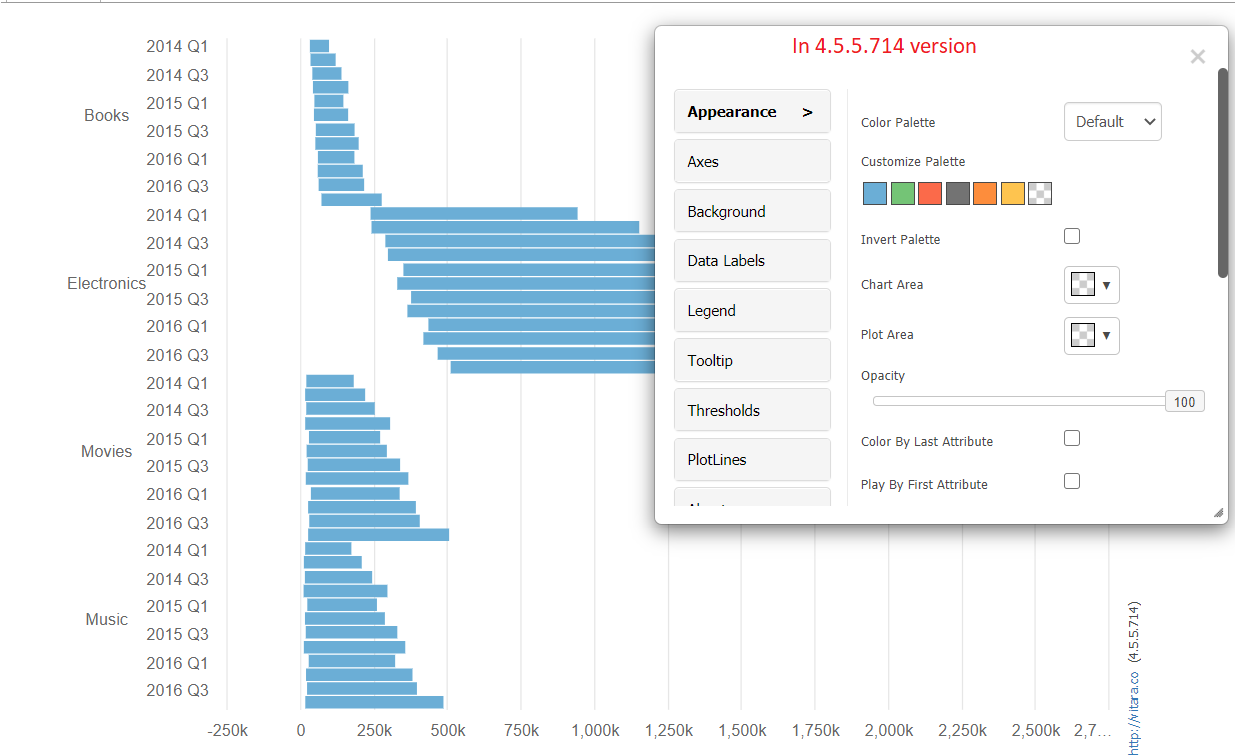 In 4.5.5.714 version
×
2014 Q1
2014 Q3
2015 Q1
Books
2015 Q3
2016 Q1
2016 Q3
2014 Q1
2014 Q3
2015 Q1
Electronics
2015 Q3
2016 Q1
2016 Q3
2014 Q1
2014 Q3
2015 Q1
Movies
2015 Q3
2016 Q1
2016 Q3
2014 Q1
2014 Q3
2015 Q1
Music
2015 Q3
2016 Q1
2016 Q3
-250k 0 250k 500k 750k 1,000k 1,250k 1,500k 1,750k 2,000k 2,250k 2,500k 2,7...
Appearance >
Axes
Background
Data Labels
Legend
Tooltip
Thresholds
PlotLines
Color Palette Default
Customize Palette
Invert Palette
Chart Area
Plot Area
Opacity
100
Color By Last Attribute
Play By First Attribute
http://vitara.co (4.5.5.714)